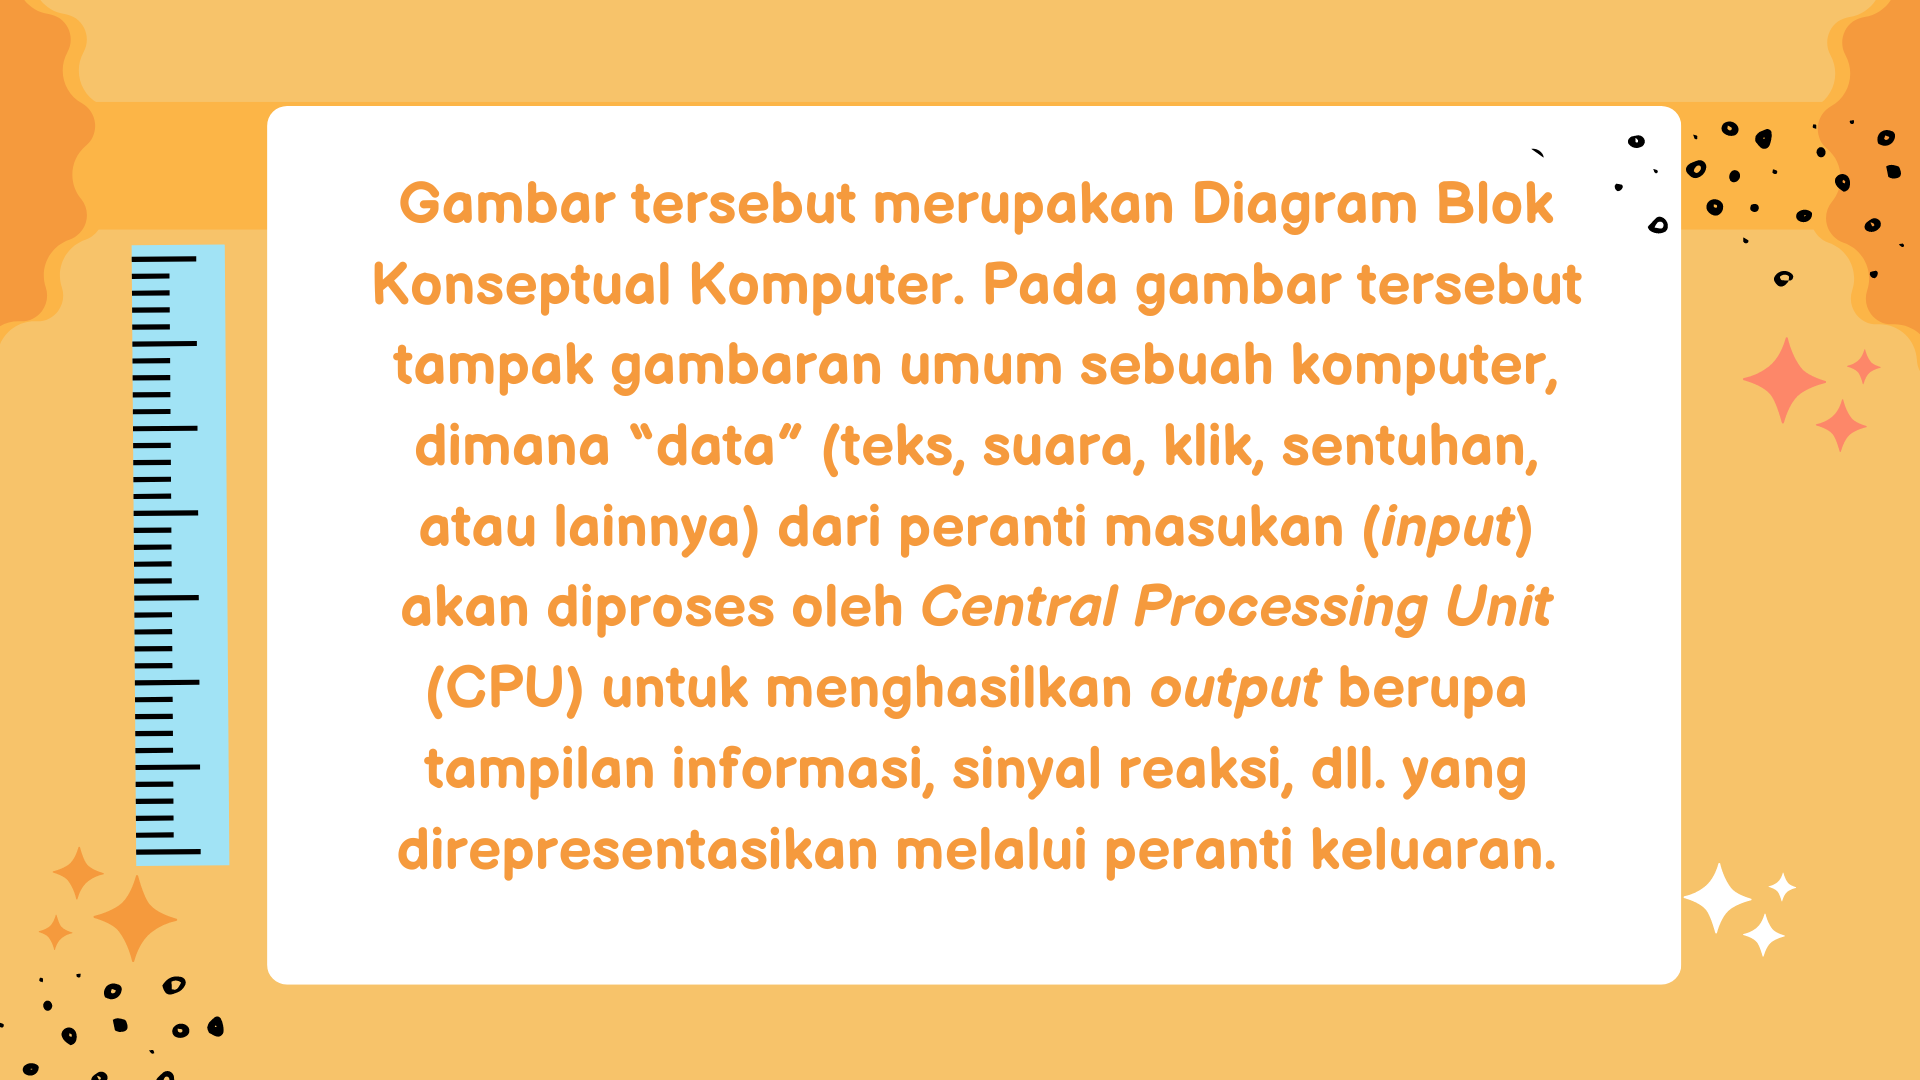 Gambar tersebut merupakan Diagram Blok
Konseptual Komputer. Pada gambar tersebut
tampak gambaran umum sebuah komputer,
dimana “data” (teks, suara, klik, sentuhan,
atau lainnya) dari peranti masukan (input)
akan diproses oleh Central Processing Unit
(CPU) untuk menghasilkan output berupa
tampilan informasi, sinyal reaksi, dll. yang
direpresentasikan melalui peranti keluaran.